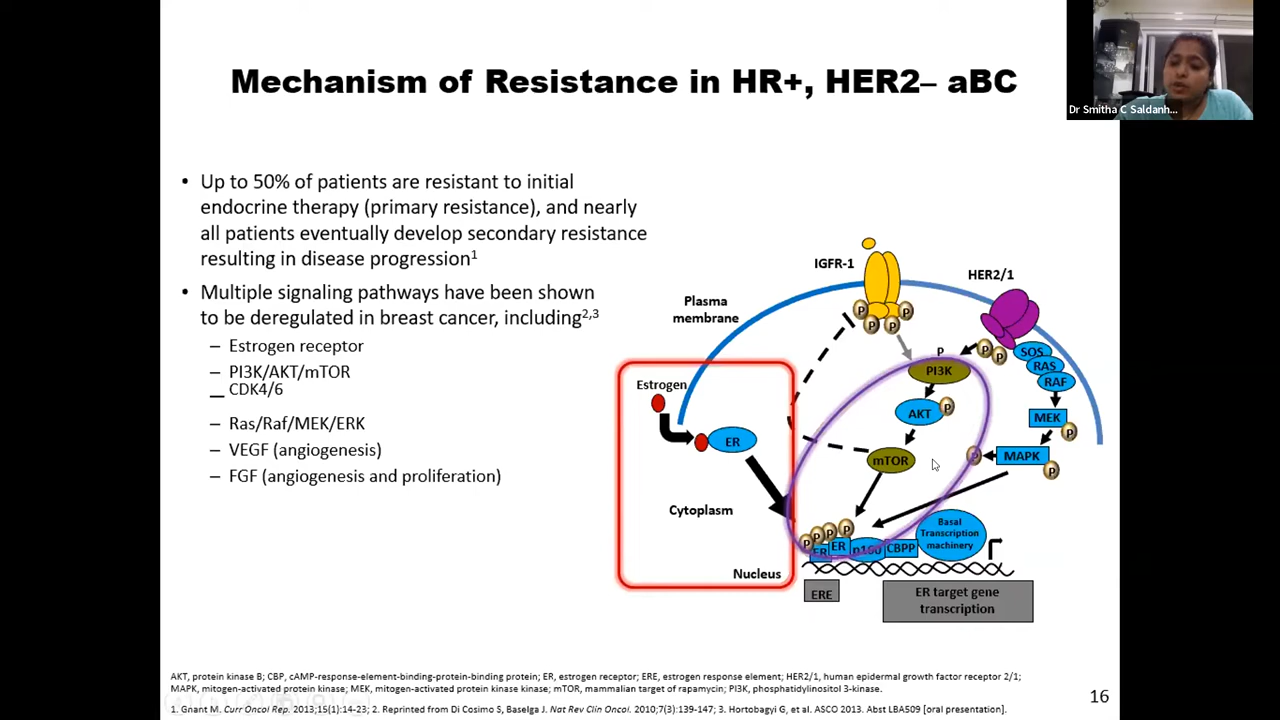 Mechanism of Resistance in HR+, HER2– aBC
Dr Smitha C Saldanh...
• Up to 50% of patients are resistant to initial
endocrine therapy (primary resistance), and nearly
all patients eventually develop secondary resistance
resulting in disease progression1
• Multiple signaling pathways have been shown
to be deregulated in breast cancer, including2,3
– Estrogen receptor
– PI3K/AKT/mTOR
– CDK4/6
– Ras/Raf/MEK/ERK
– VEGF (angiogenesis)
– FGF (angiogenesis and proliferation)
IGFR-1
HER2/1
Plasma
membrane
P
P
P
P
P
P
SOS
RAS
RAF
PI3K
Estrogen
AKT
P
MEK
P
ER
mTOR
P
MAPK
P
Cytoplasm
P
P
P
P
ER
ER
p160
CBPP
Basal
Transcription
machinery
Nucleus
ERE
ER target gene
transcription
AKT, protein kinase B; CBP, cAMP-response-element-binding-protein-binding protein; ER, estrogen receptor; ERE, estrogen response element; HER2/1, human epidermal growth factor receptor 2/1;
MAPK, mitogen-activated protein kinase; MEK, mitogen-activated protein kinase kinase; mTOR, mammalian target of rapamycin; PI3K, phosphatidylinositol 3-kinase.
1. Gnant M. Curr Oncol Rep. 2013;15(1):14-23; 2. Reprinted from Di Cosimo S, Baselga J. Nat Rev Clin Oncol. 2010;7(3):139-147; 3. Hortobagyi G, et al. ASCO 2013. Abst LBA509 [oral presentation].
16